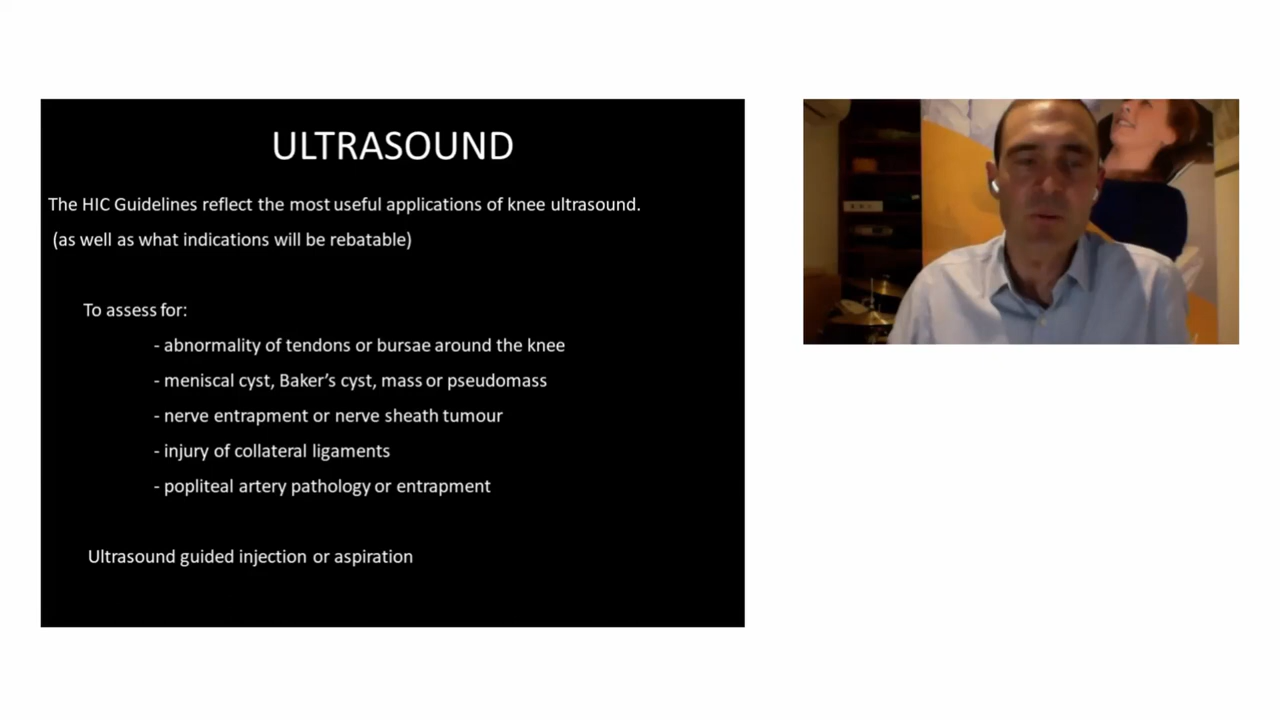 ULTRASOUND
The HIC Guidelines reflect the most useful applications of knee ultrasound.
(as well as what indications will be rebatable)
To assess for:
- abnormality of tendons or bursae around the knee
- meniscal cyst, Baker’s cyst, mass or pseudomass
- nerve entrapment or nerve sheath tumour
- injury of collateral ligaments
- popliteal artery pathology or entrapment
Ultrasound guided injection or aspiration